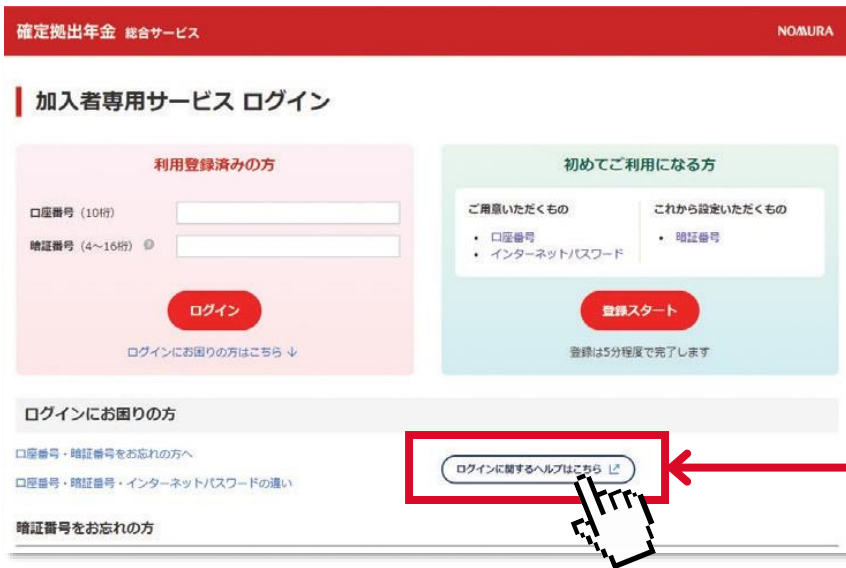 確定拠出年金 総合サービス
NOMURA
加入者専用サービス ログイン
利用登録済みの方
口座番号 (10桁)
暗証番号 (4～16桁)
ログイン
ログインにお困りの方はこちら ↓
初めてご利用になる方
ご用意いただくもの
・ 口座番号
・ インターネットパスワード
これから設定いただくもの
・ 暗証番号
登録スタート
登録は5分程度で完了します
ログインにお困りの方
口座番号・暗証番号をお忘れの方へ
口座番号・暗証番号・インターネットパスワードの違い
ログインに関するヘルプはこちら
暗証番号をお忘れの方